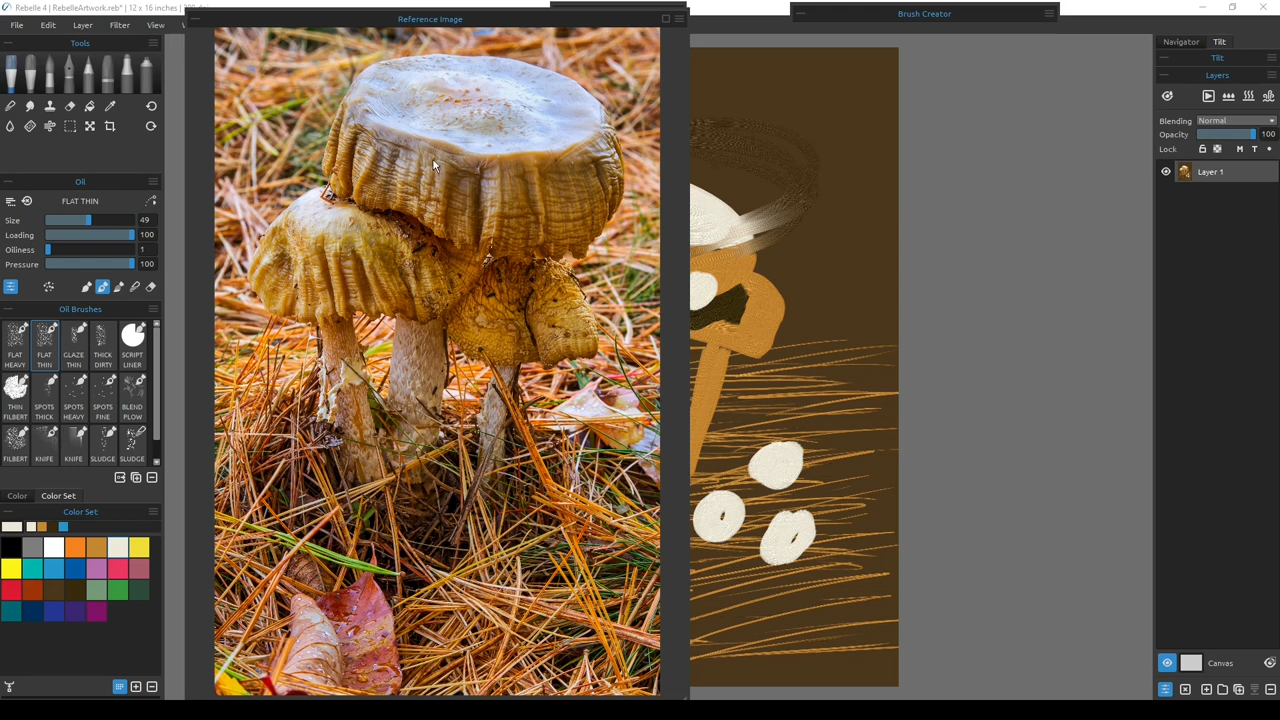 Rebelle 4 | RebelleArtwork.reb* | 12 x 16 inches
File Edit Layer Filter View
Reference Image
Brush Creator
Navigator Tilt
Tools
Tilt
Layers
Blending Normal
Opacity 100
Lock M T
Layer 1
Oil
FLAT THIN
Size 49
Loading 100
Oiliness 1
Pressure 100
Oil Brushes
FLAT HEAVY
FLAT THIN
GLAZE THIN
THICK DIRTY
SCRIPT LINER
THIN FILBERT
SPOTS THICK
SPOTS HEAVY
SPOTS FINE
BLEND PLOW
FILBERT KNIFE KNIFE SLUDGE SLUDGE
Color Color Set
Color Set
Canvas